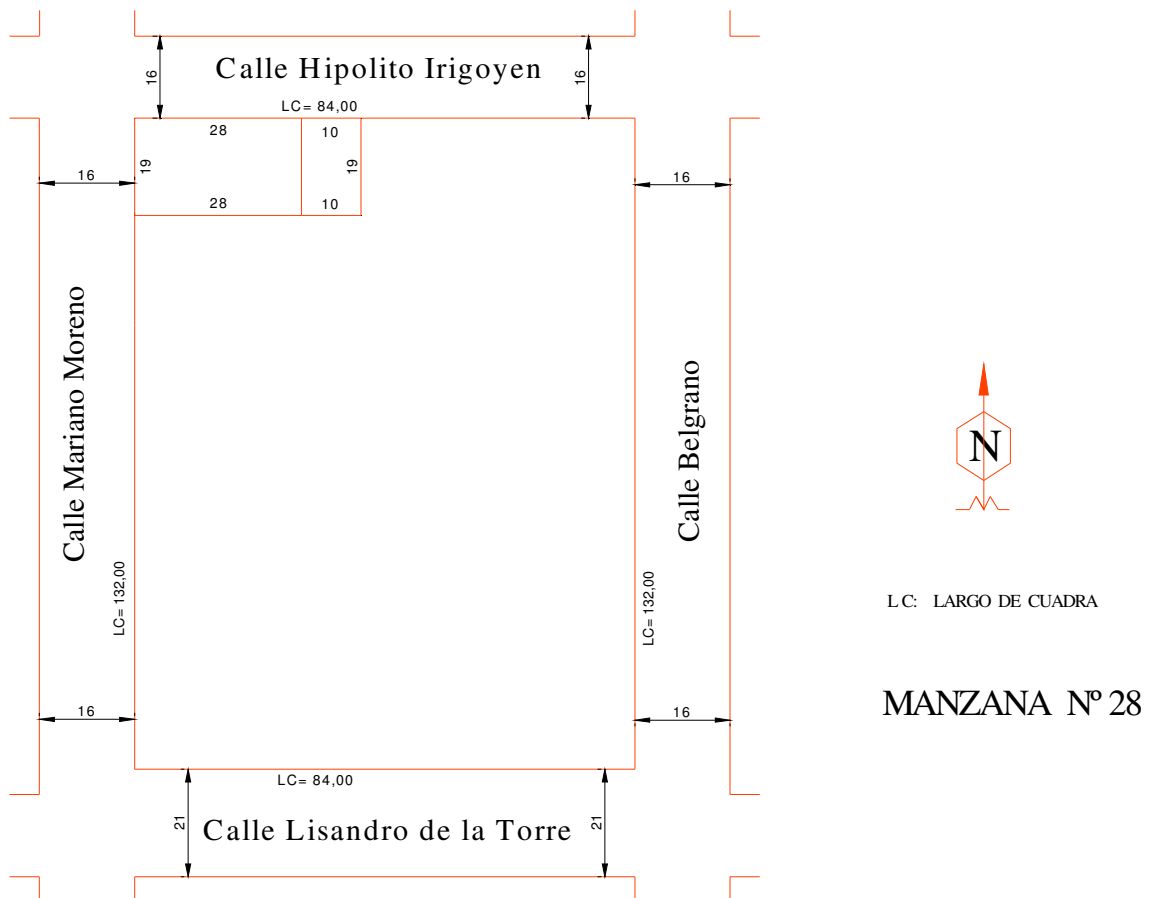 Calle Hipolito Irigoyen
16
16
LC= 84,00
28
10
19
19
28
10
16
16
Calle Mariano Moreno
Calle Belgrano
N
LC= 132,00
LC= 132,00
LC: LARGO DE CUADRA
MANZANA Nº 28
16
16
LC= 84,00
21
21
Calle Lisandro de la Torre